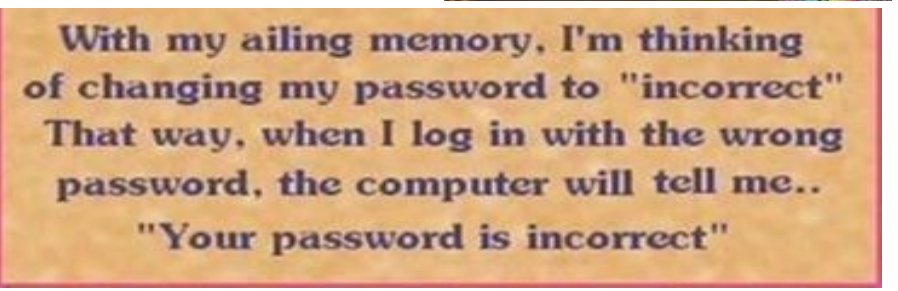 With my ailing memory, I'm thinking
of changing my password to "incorrect"
That way, when I log in with the wrong
password, the computer will tell me..
"Your password is incorrect"